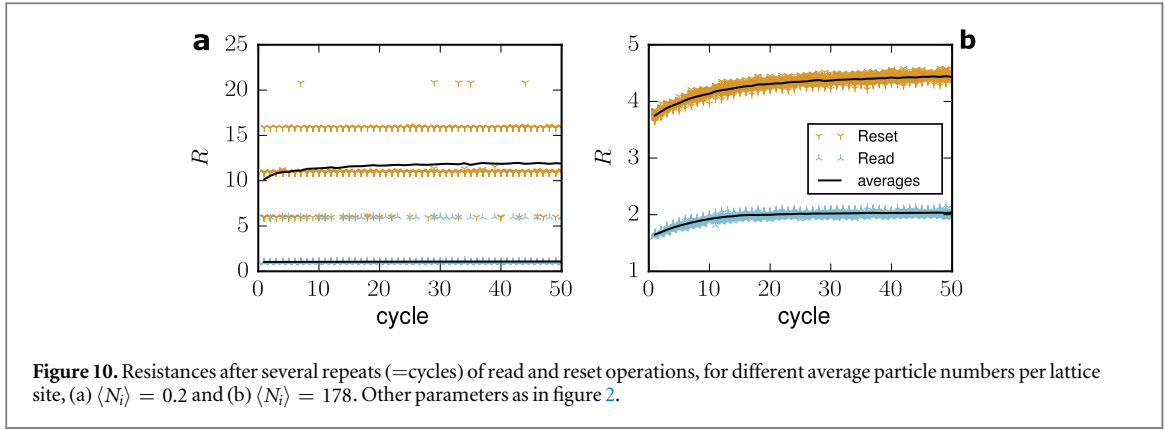 a
b
25
20
15
10
5
0
R
0 10 20 30 40 50
cycle
5
4
3
2
1
R
Reset
Read
averages
0 10 20 30 40 50
cycle
Figure 10. Resistances after several repeats (=cycles) of read and reset operations, for different average particle numbers per lattice
site, (a) ⟨Nᵢ⟩ = 0.2 and (b) ⟨Nᵢ⟩ = 178. Other parameters as in figure 2.